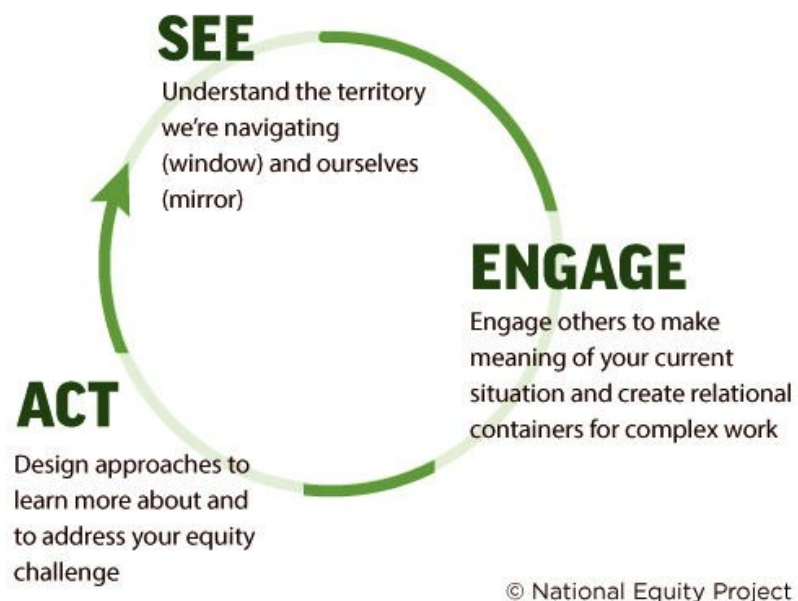 SEE
Understand the territory
we're navigating
(window) and ourselves
(mirror)
ENGAGE
Engage others to make
meaning of your current
situation and create relational
containers for complex work
ACT
Design approaches to
learn more about and
to address your equity
challenge
© National Equity Project